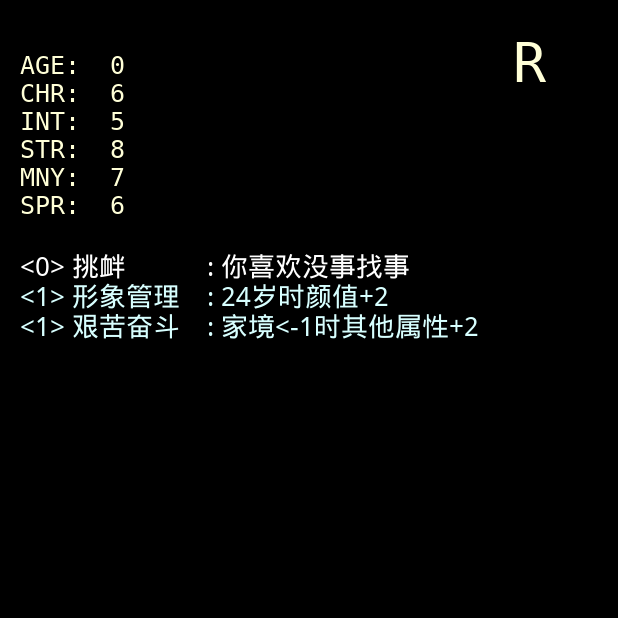 R
AGE: 0
CHR: 6
INT: 5
STR: 8
MNY: 7
SPR: 6
<0> 挑衅 : 你喜欢没事找事
<1> 形象管理 : 24岁时颜值+2
<1> 艰苦奋斗 : 家境<-1时其他属性+2